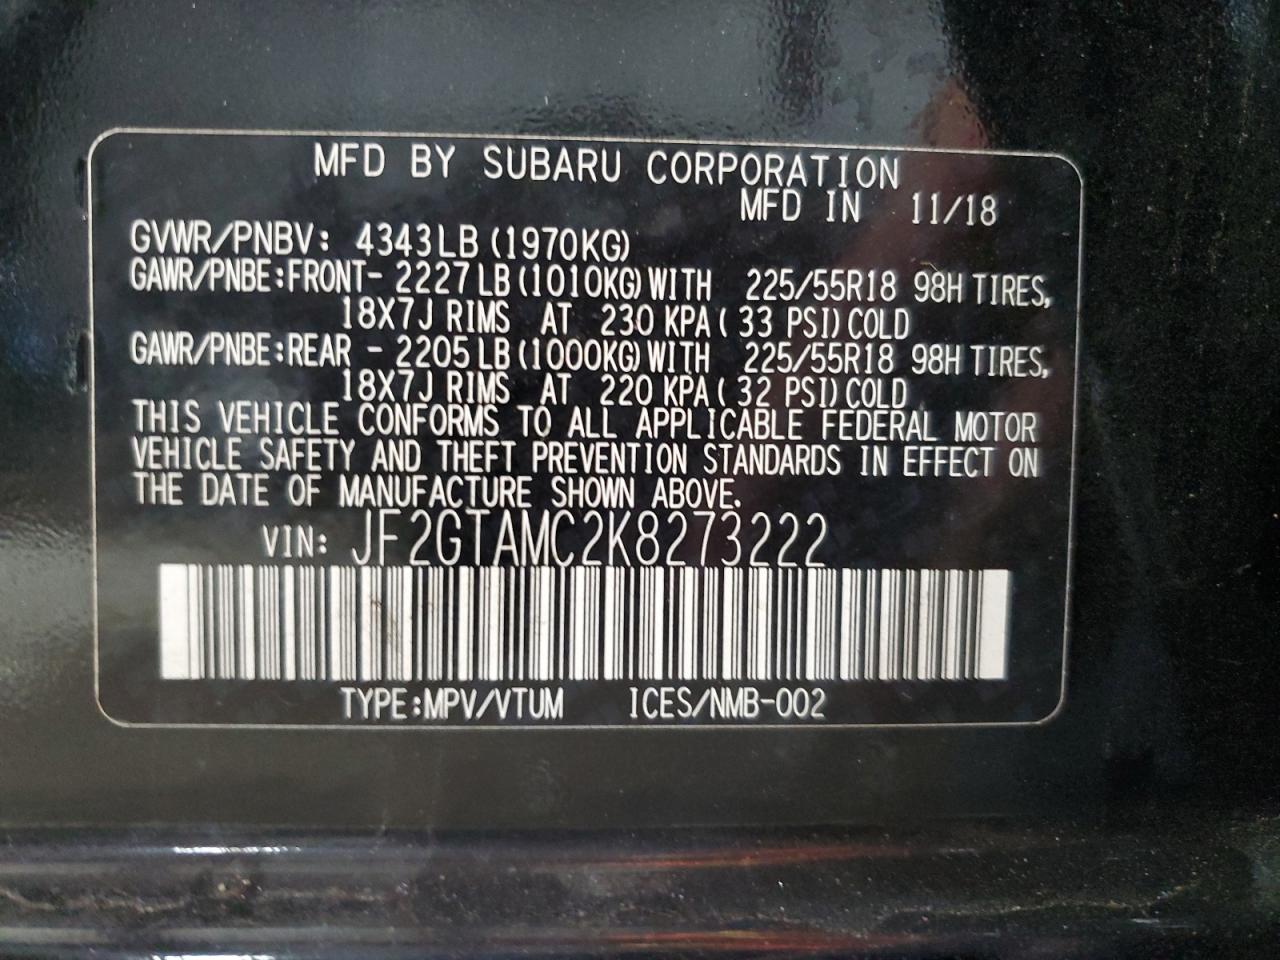 MFD BY SUBARU CORPORATION
MFD IN 11/18
GVWR/PNBV: 4343LB (1970KG)
GAWR/PNBE:FRONT- 2227LB (1010KG) WITH 225/55R18 98H TIRES,
18X7J RIMS AT 230 KPA ( 33 PSI) COLD
GAWR/PNBE:REAR - 2205LB (1000KG) WITH 225/55R18 98H TIRES,
18X7J RIMS AT 220 KPA ( 32 PSI) COLD
THIS VEHICLE CONFORMS TO ALL APPLICABLE FEDERAL MOTOR
VEHICLE SAFETY AND THEFT PREVENTION STANDARDS IN EFFECT ON
THE DATE OF MANUFACTURE SHOWN ABOVE.
VIN: JF2GTAMC2K8273222
TYPE:MPV/VTUM ICES/NMB-002